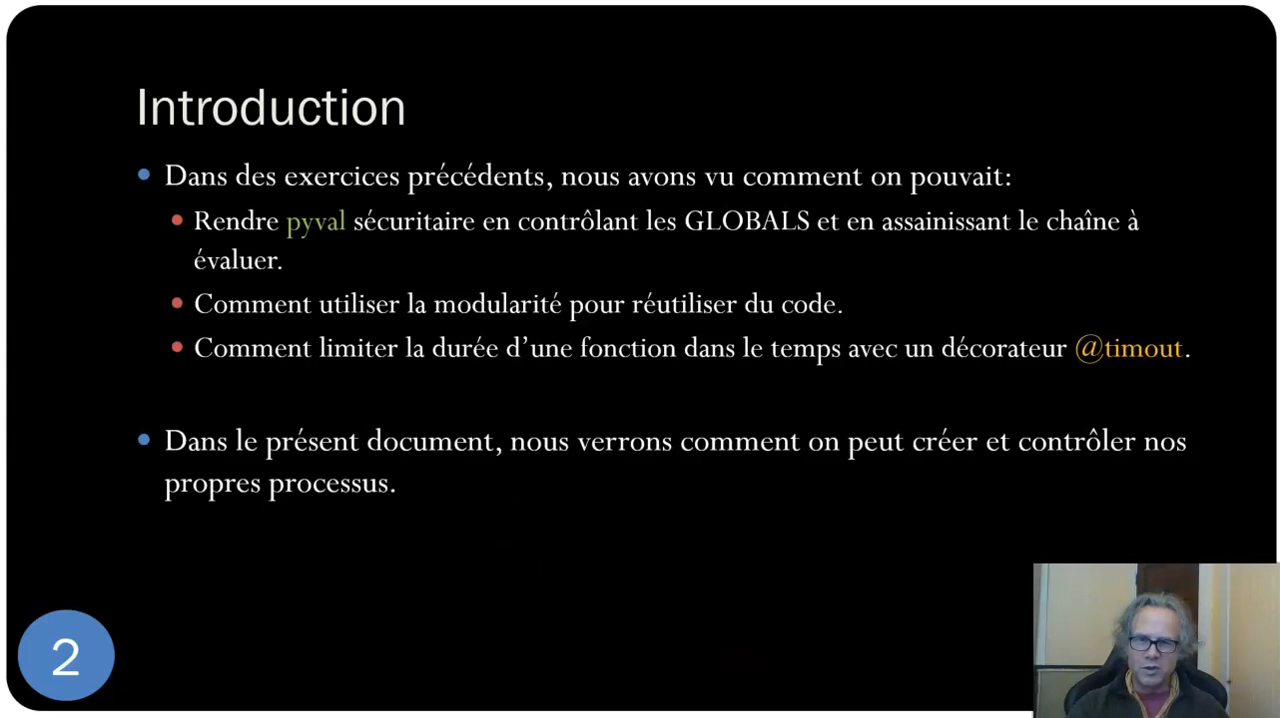 Introduction
Dans des exercices précédents, nous avons vu comment on pouvait:
Rendre pyval sécuritaire en contrôlant les GLOBALS et en assainissant le chaîne à
évaluer.
Comment utiliser la modularité pour réutiliser du code.
Comment limiter la durée d’une fonction dans le temps avec un décorateur @timout.
Dans le présent document, nous verrons comment on peut créer et contrôler nos
propres processus.
2